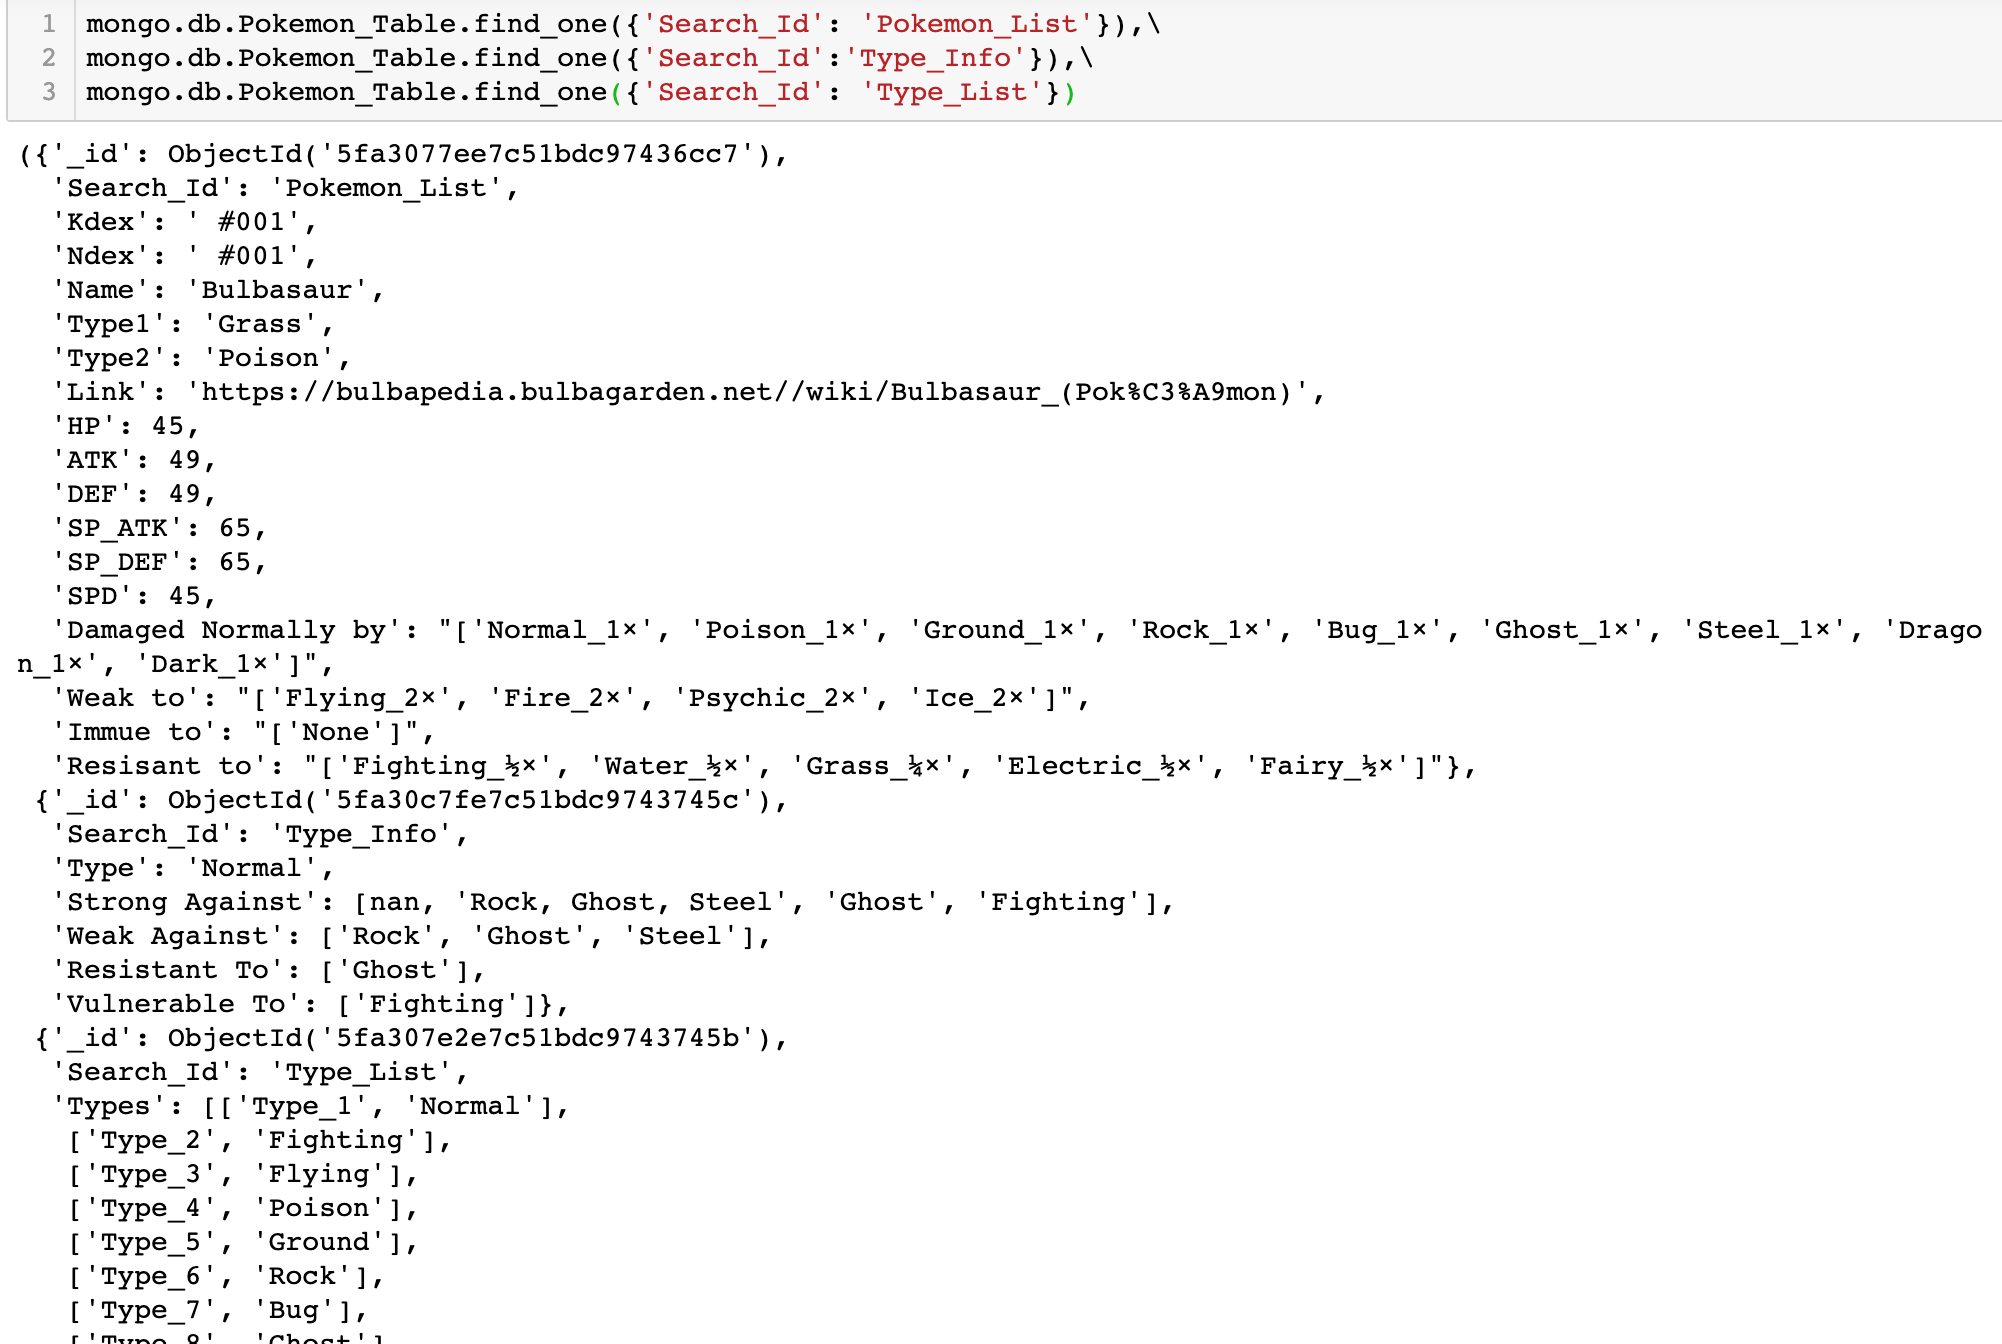 1 mongo.db.Pokemon_Table.find_one({'Search_Id': 'Pokemon_List'}),\
2 mongo.db.Pokemon_Table.find_one({'Search_Id':'Type_Info'}),\
3 mongo.db.Pokemon_Table.find_one({'Search_Id': 'Type_List'})
({'_id': ObjectId('5fa3077ee7c51bdc97436cc7'),
'Search_Id': 'Pokemon_List',
'Kdex': ' #001',
'Ndex': ' #001',
'Name': 'Bulbasaur',
'Type1': 'Grass',
'Type2': 'Poison',
'Link': 'https://bulbapedia.bulbagarden.net//wiki/Bulbasaur_(Pok%C3%A9mon)',
'HP': 45,
'ATK': 49,
'DEF': 49,
'SP_ATK': 65,
'SP_DEF': 65,
'SPD': 45,
'Damaged Normally by': "['Normal_1×', 'Poison_1×', 'Ground_1×', 'Rock_1×', 'Bug_1×', 'Ghost_1×', 'Steel_1×', 'Drago
n_1×', 'Dark_1×']",
'Weak to': "['Flying_2×', 'Fire_2×', 'Psychic_2×', 'Ice_2×']",
'Immue to': "['None']",
'Resisant to': "['Fighting_½×', 'Water_½×', 'Grass_¼×', 'Electric_½×', 'Fairy_½×']"},
{'_id': ObjectId('5fa30c7fe7c51bdc9743745c'),
'Search_Id': 'Type_Info',
'Type': 'Normal',
'Strong Against': [nan, 'Rock, Ghost, Steel', 'Ghost', 'Fighting'],
'Weak Against': ['Rock', 'Ghost', 'Steel'],
'Resistant To': ['Ghost'],
'Vulnerable To': ['Fighting']},
{'_id': ObjectId('5fa307e2e7c51bdc9743745b'),
'Search_Id': 'Type_List',
'Types': [['Type_1', 'Normal'],
['Type_2', 'Fighting'],
['Type_3', 'Flying'],
['Type_4', 'Poison'],
['Type_5', 'Ground'],
['Type_6', 'Rock'],
['Type_7', 'Bug'],
['Type_8', 'Ghost'],